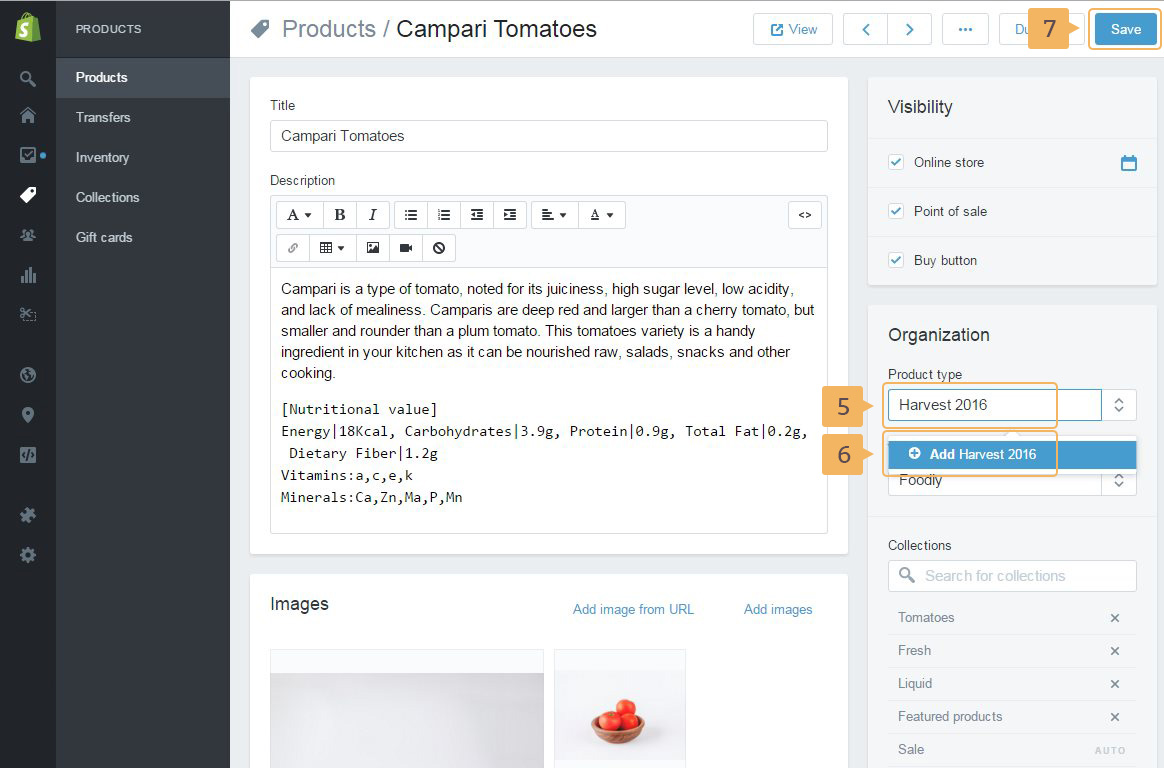 PRODUCTS
Products
Transfers
Inventory
Collections
Gift cards
Products / Campari Tomatoes
View
7
Save
Title
Campari Tomatoes
Description
A B I
A
<>
Campari is a type of tomato, noted for its juiciness, high sugar level, low acidity,
and lack of mealiness. Camparis are deep red and larger than a cherry tomato, but
smaller and rounder than a plum tomato. This tomatoes variety is a handy
ingredient in your kitchen as it can be nourished raw, salads, snacks and other
cooking.
[Nutritional value]
Energy|18Kcal, Carbohydrates|3.9g, Protein|0.9g, Total Fat|0.2g,
Dietary Fiber|1.2g
Vitamins:a,c,e,k
Minerals:Ca,Zn,Ma,P,Mn
Images
Add image from URL
Add images
Visibility
Online store
Point of sale
Buy button
Organization
Product type
5
Harvest 2016
6
Add Harvest 2016
Foodly
Collections
Search for collections
Tomatoes
Fresh
Liquid
Featured products
Sale AUTO